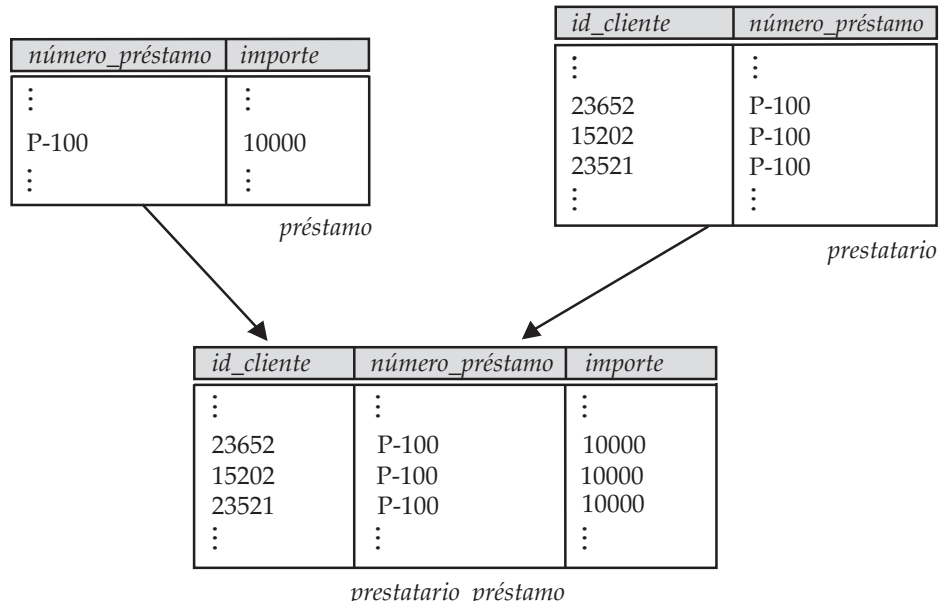 número_préstamo importe
⋮ ⋮
P-100 10000
⋮ ⋮
préstamo
id_cliente número_préstamo
⋮ ⋮
23652 P-100
15202 P-100
23521 P-100
⋮ ⋮
prestatario
id_cliente número_préstamo importe
⋮ ⋮ ⋮
23652 P-100 10000
15202 P-100 10000
23521 P-100 10000
⋮ ⋮ ⋮
prestatario_préstamo